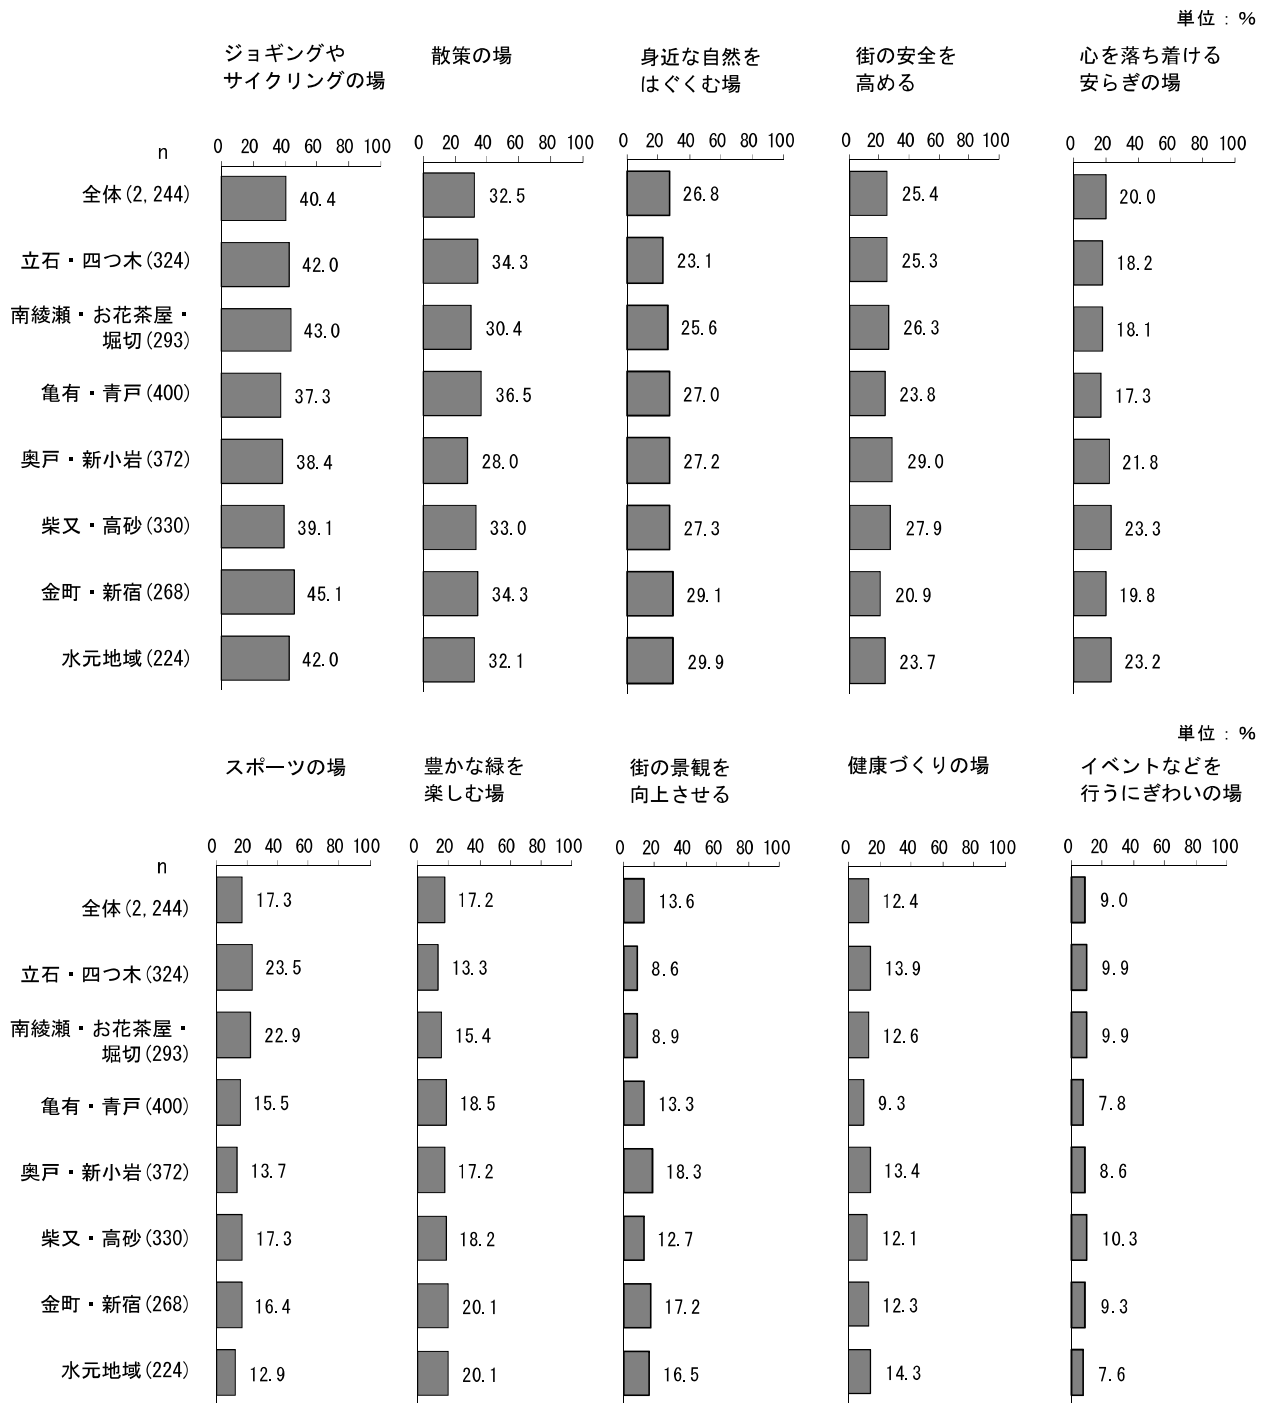 単位：%
ジョギングや
サイクリングの場
散策の場
身近な自然を
はぐくむ場
街の安全を
高める
心を落ち着ける
安らぎの場
n
0 20 40 60 80 100
0 20 40 60 80 100
0 20 40 60 80 100
0 20 40 60 80 100
0 20 40 60 80 100
全体(2,244) 40.4 32.5 26.8 25.4 20.0
立石・四つ木(324) 42.0 34.3 23.1 25.3 18.2
南綾瀬・お花茶屋・
堀切(293) 43.0 30.4 25.6 26.3 18.1
亀有・青戸(400) 37.3 36.5 27.0 23.8 17.3
奥戸・新小岩(372) 38.4 28.0 27.2 29.0 21.8
柴又・高砂(330) 39.1 33.0 27.3 27.9 23.3
金町・新宿(268) 45.1 34.3 29.1 20.9 19.8
水元地域(224) 42.0 32.1 29.9 23.7 23.2
単位：%
スポーツの場
豊かな緑を
楽しむ場
街の景観を
向上させる
健康づくりの場
イベントなどを
行うにぎわいの場
n
0 20 40 60 80 100
0 20 40 60 80 100
0 20 40 60 80 100
0 20 40 60 80 100
0 20 40 60 80 100
全体(2,244) 17.3 17.2 13.6 12.4 9.0
立石・四つ木(324) 23.5 13.3 8.6 13.9 9.9
南綾瀬・お花茶屋・
堀切(293) 22.9 15.4 8.9 12.6 9.9
亀有・青戸(400) 15.5 18.5 13.3 9.3 7.8
奥戸・新小岩(372) 13.7 17.2 18.3 13.4 8.6
柴又・高砂(330) 17.3 18.2 12.7 12.1 10.3
金町・新宿(268) 16.4 20.1 17.2 12.3 9.3
水元地域(224) 12.9 20.1 16.5 14.3 7.6